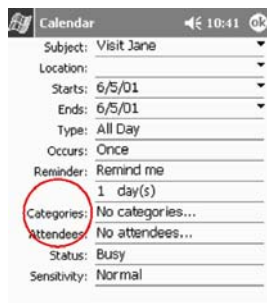 Calendar 10:41 ok
Subject: Visit Jane
Location:
Starts: 6/5/01
Ends: 6/5/01
Type: All Day
Occurs: Once
Reminder: Remind me
1 day(s)
Categories: No categories...
Attendees: No attendees...
Status: Busy
Sensitivity: Normal